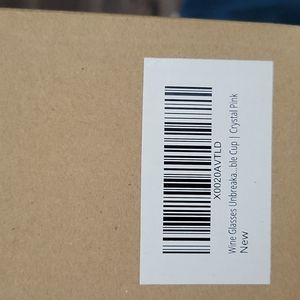 X0020AVTLD
Wine Glasses Unbreaka...ble Cup | Crystal Pink
New